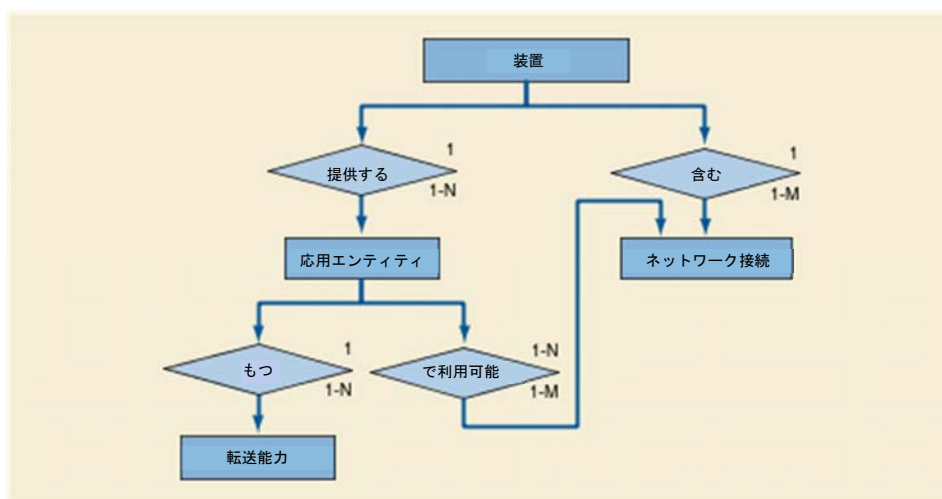 装置
1
提供する
1-N
1
含む
1-M
応用エンティティ
ネットワーク接続
1
もつ
1-N
1-N
で利用可能
1-M
転送能力